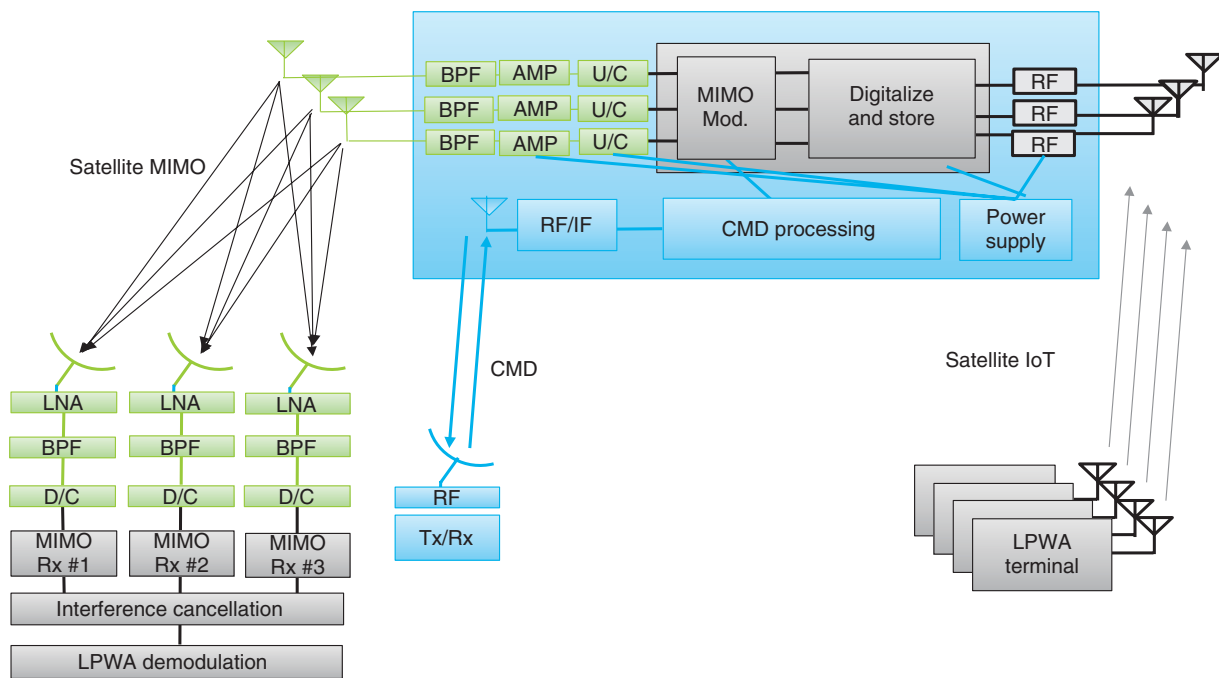 BPF AMP U/C
BPF AMP U/C
BPF AMP U/C
MIMO
Mod.
Digitalize
and store
RF
RF
RF
Satellite MIMO
RF/IF
CMD processing
Power
supply
CMD
Satellite IoT
LNA LNA LNA
BPF BPF BPF
D/C D/C D/C
MIMO
Rx #1
MIMO
Rx #2
MIMO
Rx #3
Interference cancellation
LPWA demodulation
RF
Tx/Rx
LPWA
terminal